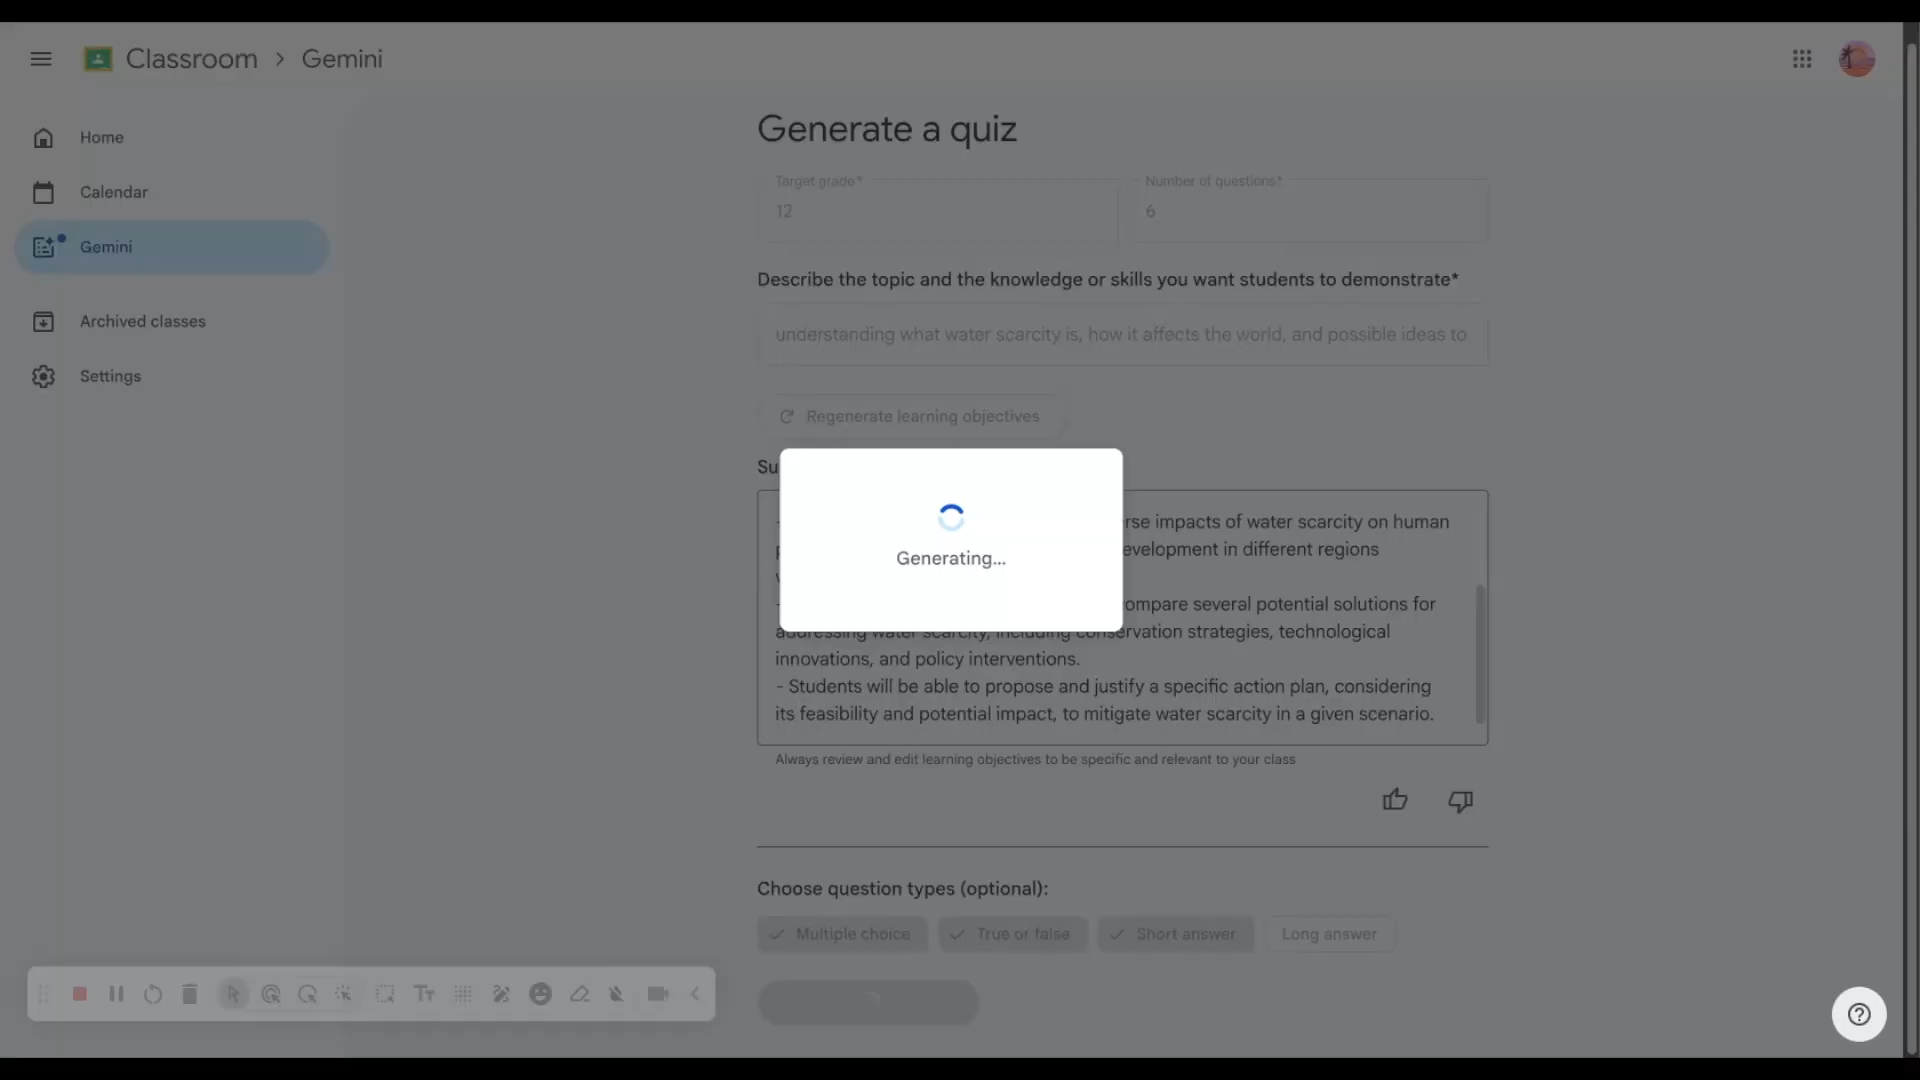 Classroom > Gemini
Home
Calendar
Gemini
Archived classes
Settings
Generate a quiz
Target grade*
12
Number of questions*
6
Describe the topic and the knowledge or skills you want students to demonstrate*
understanding what water scarcity is, how it affects the world, and possible ideas to
Regenerate learning objectives
Su
rse impacts of water scarcity on human
evelopment in different regions
ompare several potential solutions for
addressing water scarcity, including conservation strategies, technological
innovations, and policy interventions.
- Students will be able to propose and justify a specific action plan, considering
its feasibility and potential impact, to mitigate water scarcity in a given scenario.
Generating...
Always review and edit learning objectives to be specific and relevant to your class
Choose question types (optional):
Multiple choice
True or false
Short answer
Long answer